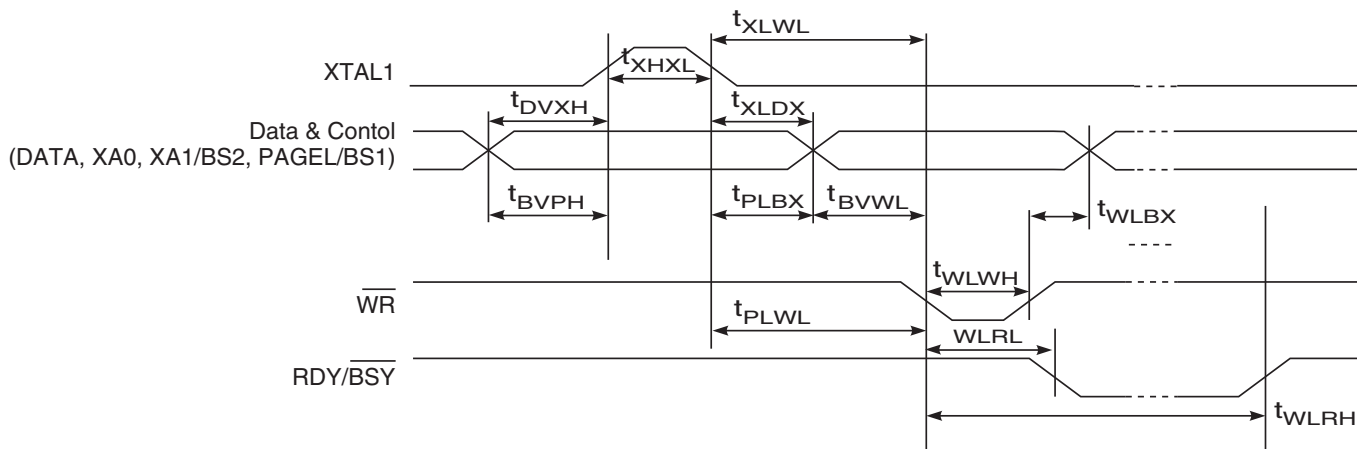 tXLWL
XTAL1
tXHXL
tDVXH
tXLDX
Data & Contol
(DATA, XA0, XA1/BS2, PAGEL/BS1)
tBVPH
tPLBX
tBVWL
tWLBX
WR
tWLWH
tPLWL
WLRL
RDY/BSY
tWLRH